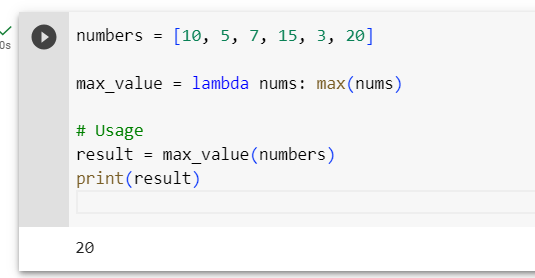 0s
numbers = [10, 5, 7, 15, 3, 20]
max_value = lambda nums: max(nums)
# Usage
result = max_value(numbers)
print(result)
20